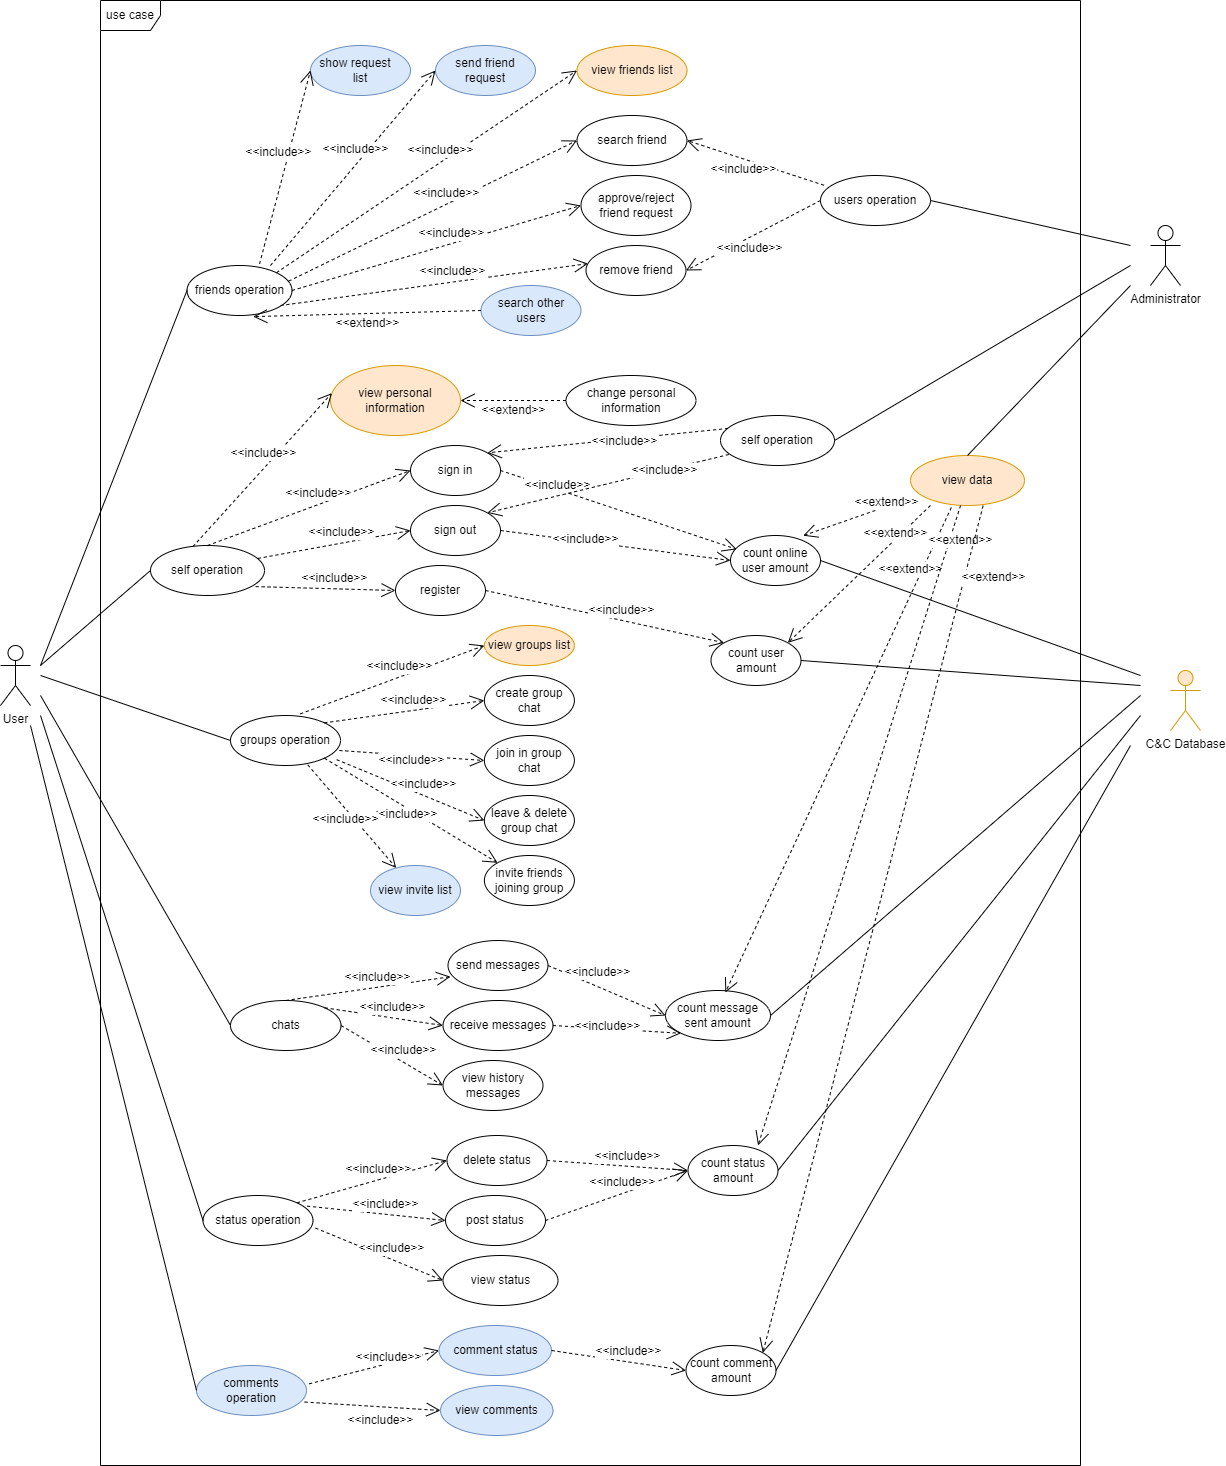 use case
show request
list
send friend
request
view friends list
<<include>>
<<include>>
<<include>>
search friend
<<include>>
<<include>>
approve/reject
friend request
users operation
<<include>>
<<include>>
<<include>>
remove friend
friends operation
search other
users
<<extend>>
Administrator
view personal
information
change personal
information
<<extend>>
<<include>>
self operation
<<include>>
<<include>>
sign in
<<include>>
<<include>>
view data
<<extend>>
sign out
<<include>>
<<include>>
<<extend>>
<<extend>>
count online
user amount
self operation
<<extend>>
<<extend>>
<<include>>
register
<<include>>
view groups list
<<include>>
count user
amount
User
create group
chat
<<include>>
groups operation
C&C Database
join in group
chat
<<include>>
<<include>>
leave & delete
group chat
<<include>>
<<include>>
invite friends
joining group
view invite list
send messages
<<include>>
<<include>>
<<include>>
count message
sent amount
chats
receive messages
<<include>>
<<include>>
view history
messages
delete status
<<include>>
<<include>>
count status
amount
<<include>>
<<include>>
status operation
post status
<<include>>
view status
comment status
<<include>>
<<include>>
count comment
amount
comments
operation
view comments
<<include>>